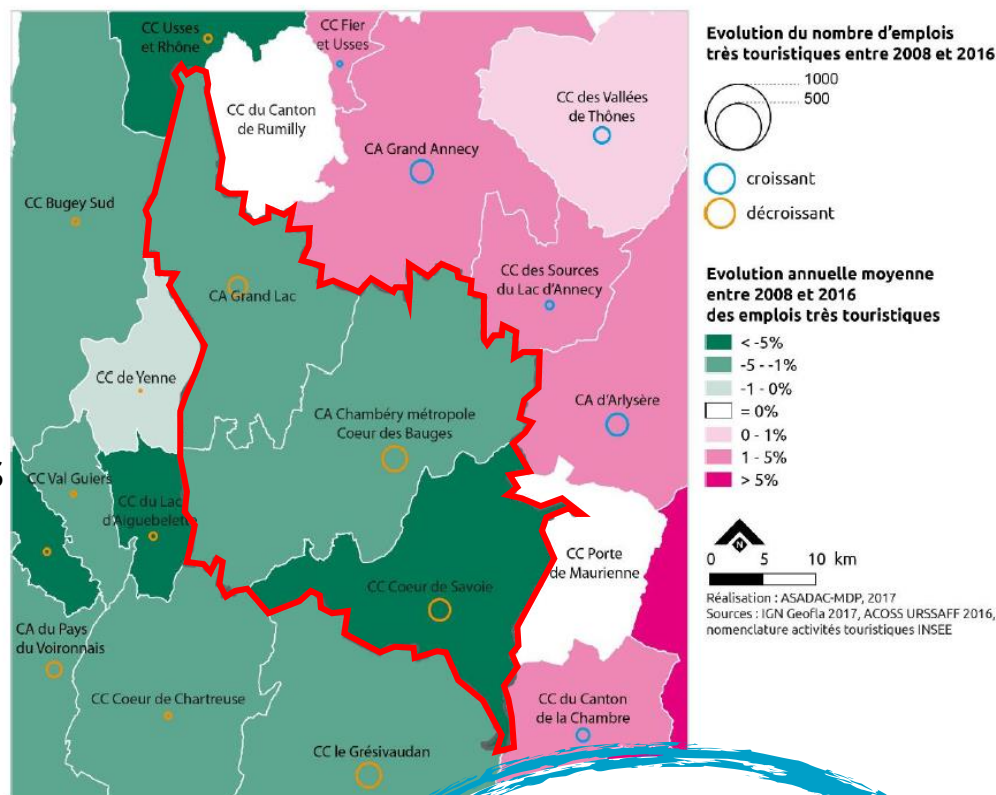 CC Usses
et Rhône
CC Fier
et Usses
CC du Canton
de Rumilly
CC des Vallées
de Thônes
CA Grand Annecy
CC Bugey Sud
CC des Sources
du Lac d'Annecy
CA Grand Lac
CC de Yenne
CA Chambéry métropole
Coeur des Bauges
CA d'Arlysère
S
CC Val Guiers
CC du Lac
d'Aiguebelette
CC Porte
de Maurienne
CC Coeur de Savoie
CA du Pays
du Voironnais
CC Coeur de Chartreuse
CC du Canton
de la Chambre
CC le Grésivaudan
Evolution du nombre d'emplois
très touristiques entre 2008 et 2016
1000
500
croissant
décroissant
Evolution annuelle moyenne
entre 2008 et 2016
des emplois très touristiques
< -5%
-5 - -1%
-1 - 0%
= 0%
0 - 1%
1 - 5%
> 5%
N
0 5 10 km
Réalisation : ASADAC-MDP, 2017
Sources : IGN Geofla 2017, ACOSS URSSAFF 2016,
nomenclature activités touristiques INSEE